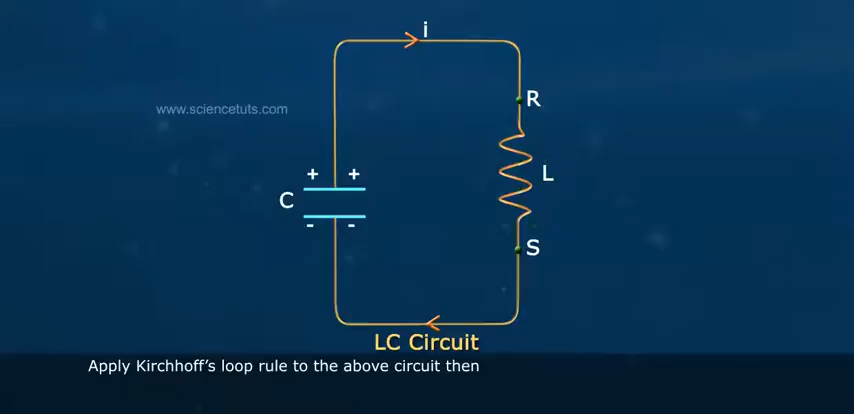 i
www.sciencetuts.com
R
+ +
L
C
- -
S
LC Circuit
Apply Kirchhoff's loop rule to the above circuit then